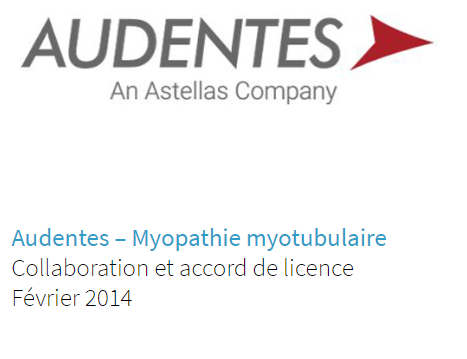 AUDENTES
An Astellas Company
Audentes – Myopathie myotubulaire
Collaboration et accord de licence
Février 2014